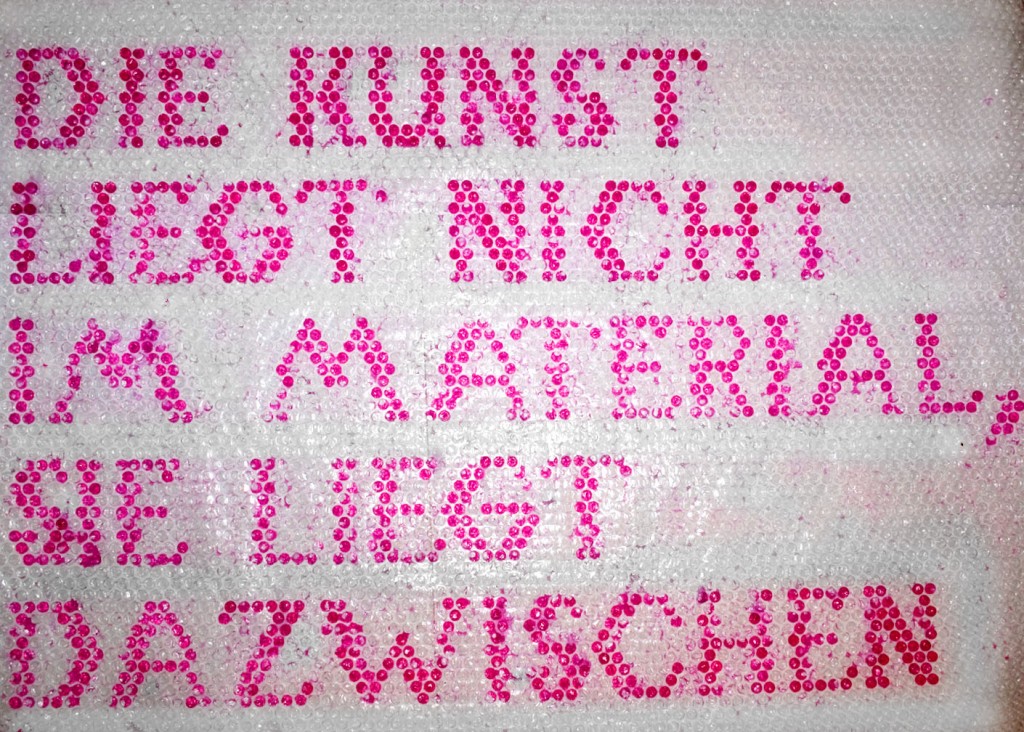 DIE KUNST
LIEGT NICHT
IM MATERIAL,
SIE LIEGT
DAZWISCHEN